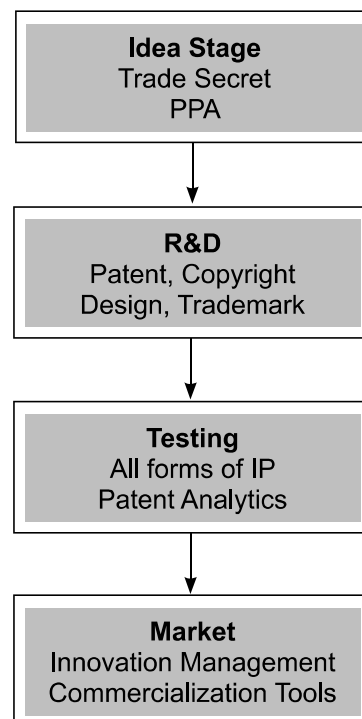 Idea Stage
Trade Secret
PPA
R&D
Patent, Copyright
Design, Trademark
Testing
All forms of IP
Patent Analytics
Market
Innovation Management
Commercialization Tools